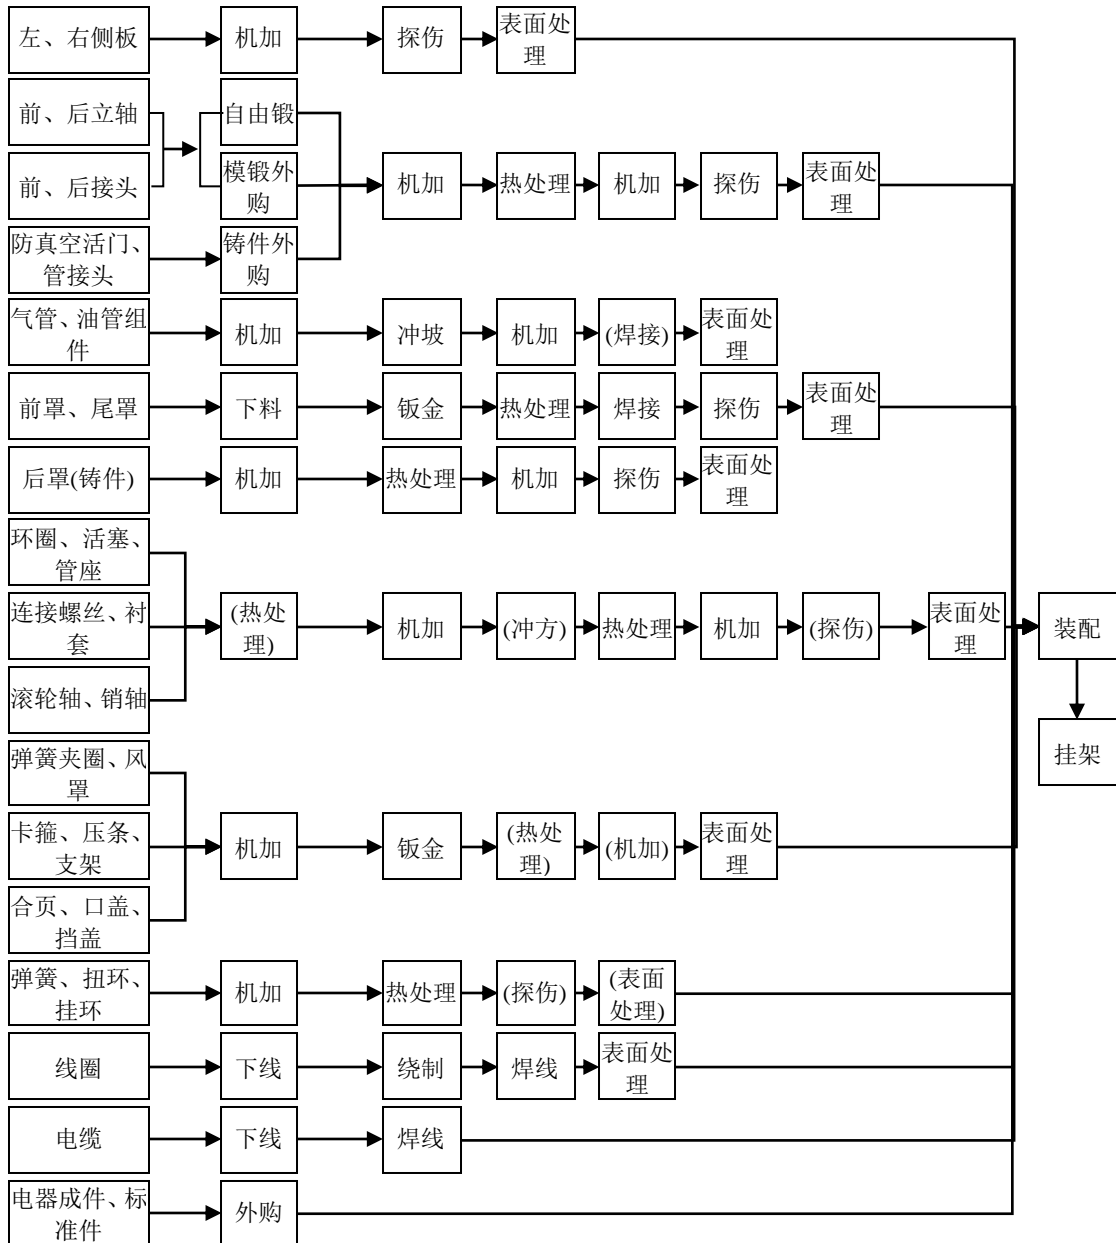 左、右侧板
机加
探伤
表面处
理
前、后立轴
自由锻
前、后接头
模锻外
购
机加
热处理
机加
探伤
表面处
理
防真空活门、
管接头
铸件外
购
气管、油管组
件
机加
冲坡
机加
(焊接)
表面处
理
前罩、尾罩
下料
钣金
热处理
焊接
探伤
表面处
理
后罩(铸件)
机加
热处理
机加
探伤
表面处
理
环圈、活塞、
管座
连接螺丝、衬
套
滚轮轴、销轴
(热处
理)
机加
(冲方)
热处理
机加
(探伤)
表面处
理
装配
挂架
弹簧夹圈、风
罩
卡箍、压条、
支架
合页、口盖、
挡盖
机加
钣金
(热处
理)
(机加)
表面处
理
弹簧、扭环、
挂环
机加
热处理
(探伤)
(表面
处理)
线圈
下线
绕制
焊线
表面处
理
电缆
下线
焊线
电器成件、标
准件
外购